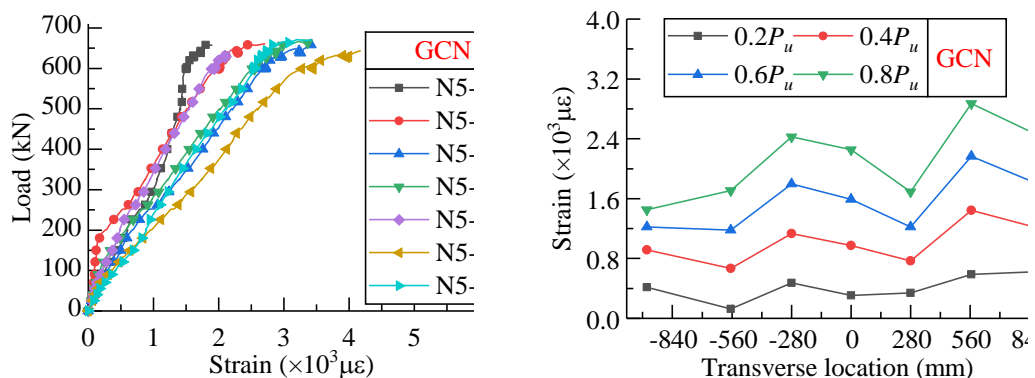 700
600
500
400
300
200
100
0
Load (kN)
0 1 2 3 4 5
Strain (×10³με)
GCN
N5-
N5-
N5-
N5-
N5-
N5-
N5-
4.0
3.2
2.4
1.6
0.8
0.0
Strain (×10³με)
0.2Pu 0.4Pu
0.6Pu 0.8Pu
GCN
-840 -560 -280 0 280 560 84
Transverse location (mm)